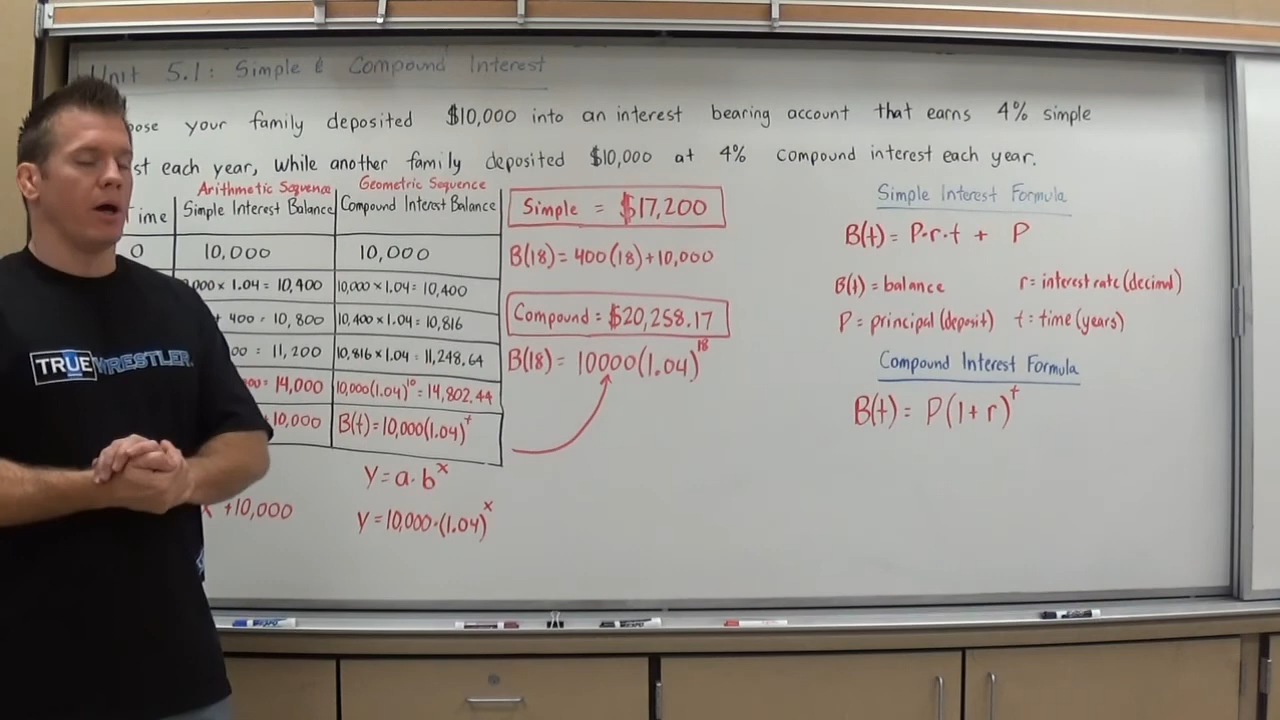 Unit 5.1: Simple & Compound Interest
your family deposited $10,000 into an interest bearing account that earns 4% simple
each year, while another family deposited $10,000 at 4% compound interest each year.
Arithmetic Sequence
Geometric Sequence
Time
Simple Interest Balance
Compound Interest Balance
0
10,000
10,000
,000 x 1.04 = 10,400
10,000 x 1.04 = 10,400
+ 400 = 10,800
10,400 x 1.04 = 10,816
00 = 11,200
10,816 x 1.04 = 11,248.64
= 14,000
10,000(1.04)^10 = 14,802.44
10,000
B(t) = 10,000(1.04)^t
x +10,000
y = a·b^x
y = 10,000·(1.04)^x
Simple = $17,200
B(18) = 400(18)+10,000
Compound = $20,258.17
B(18) = 10000(1.04)^18
Simple Interest Formula
B(t) = P·r·t + P
B(t) = balance
r = interest rate (decimal)
P = principal (deposit)
t = time (years)
Compound Interest Formula
B(t) = P(1+r)^t
TRUE WRESTLER.